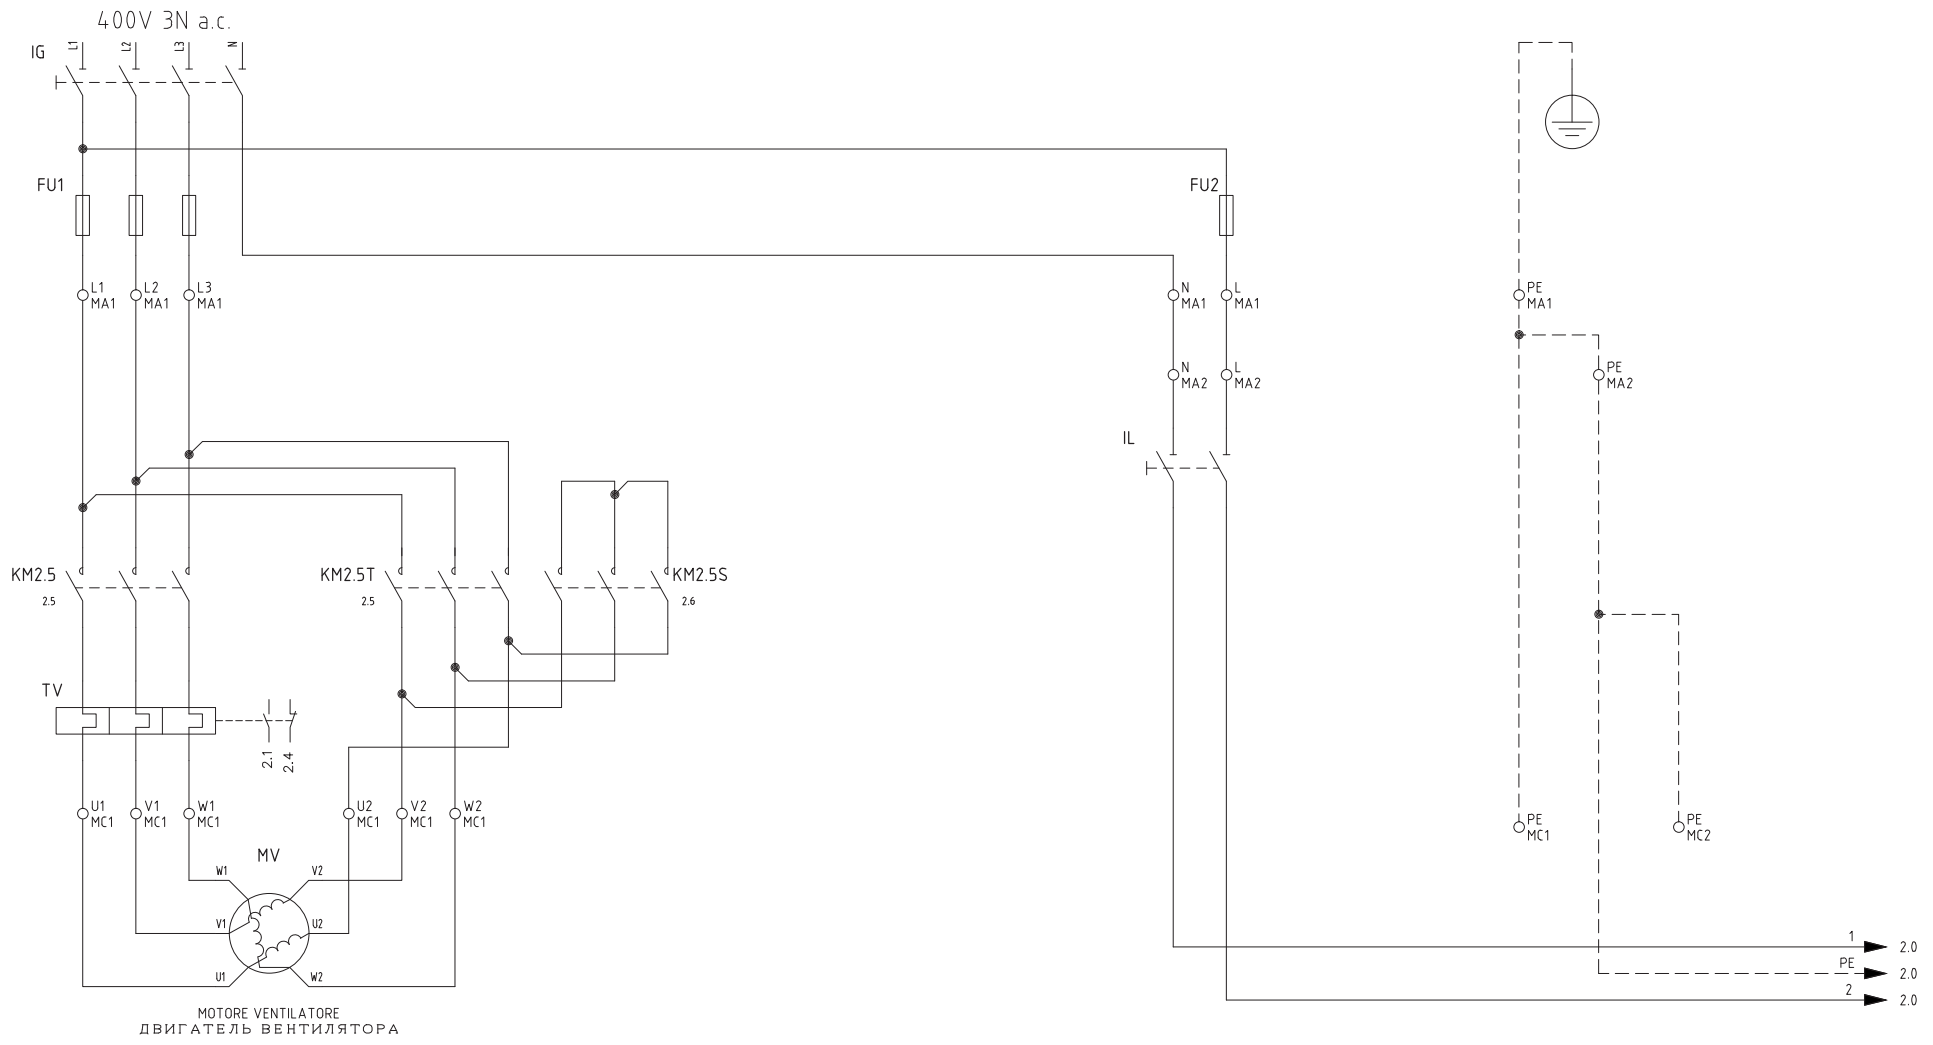 400V 3N a.c.
IG
L1
L2
L3
N
FU1
FU2
L1
MA1
L2
MA1
L3
MA1
N
MA1
L
MA1
PE
MA1
N
MA2
L
MA2
PE
MA2
IL
KM2.5
2.5
KM2.5T
2.5
KM2.5S
2.6
TV
2.1
2.4
U1
MC1
V1
MC1
W1
MC1
U2
MC1
V2
MC1
W2
MC1
PE
MC1
PE
MC2
MV
W1
V2
V1
U2
U1
W2
1
2.0
PE
2.0
2
2.0
MOTORE VENTILATORE
ДВИГАТЕЛЬ ВЕНТИЛЯТОРА